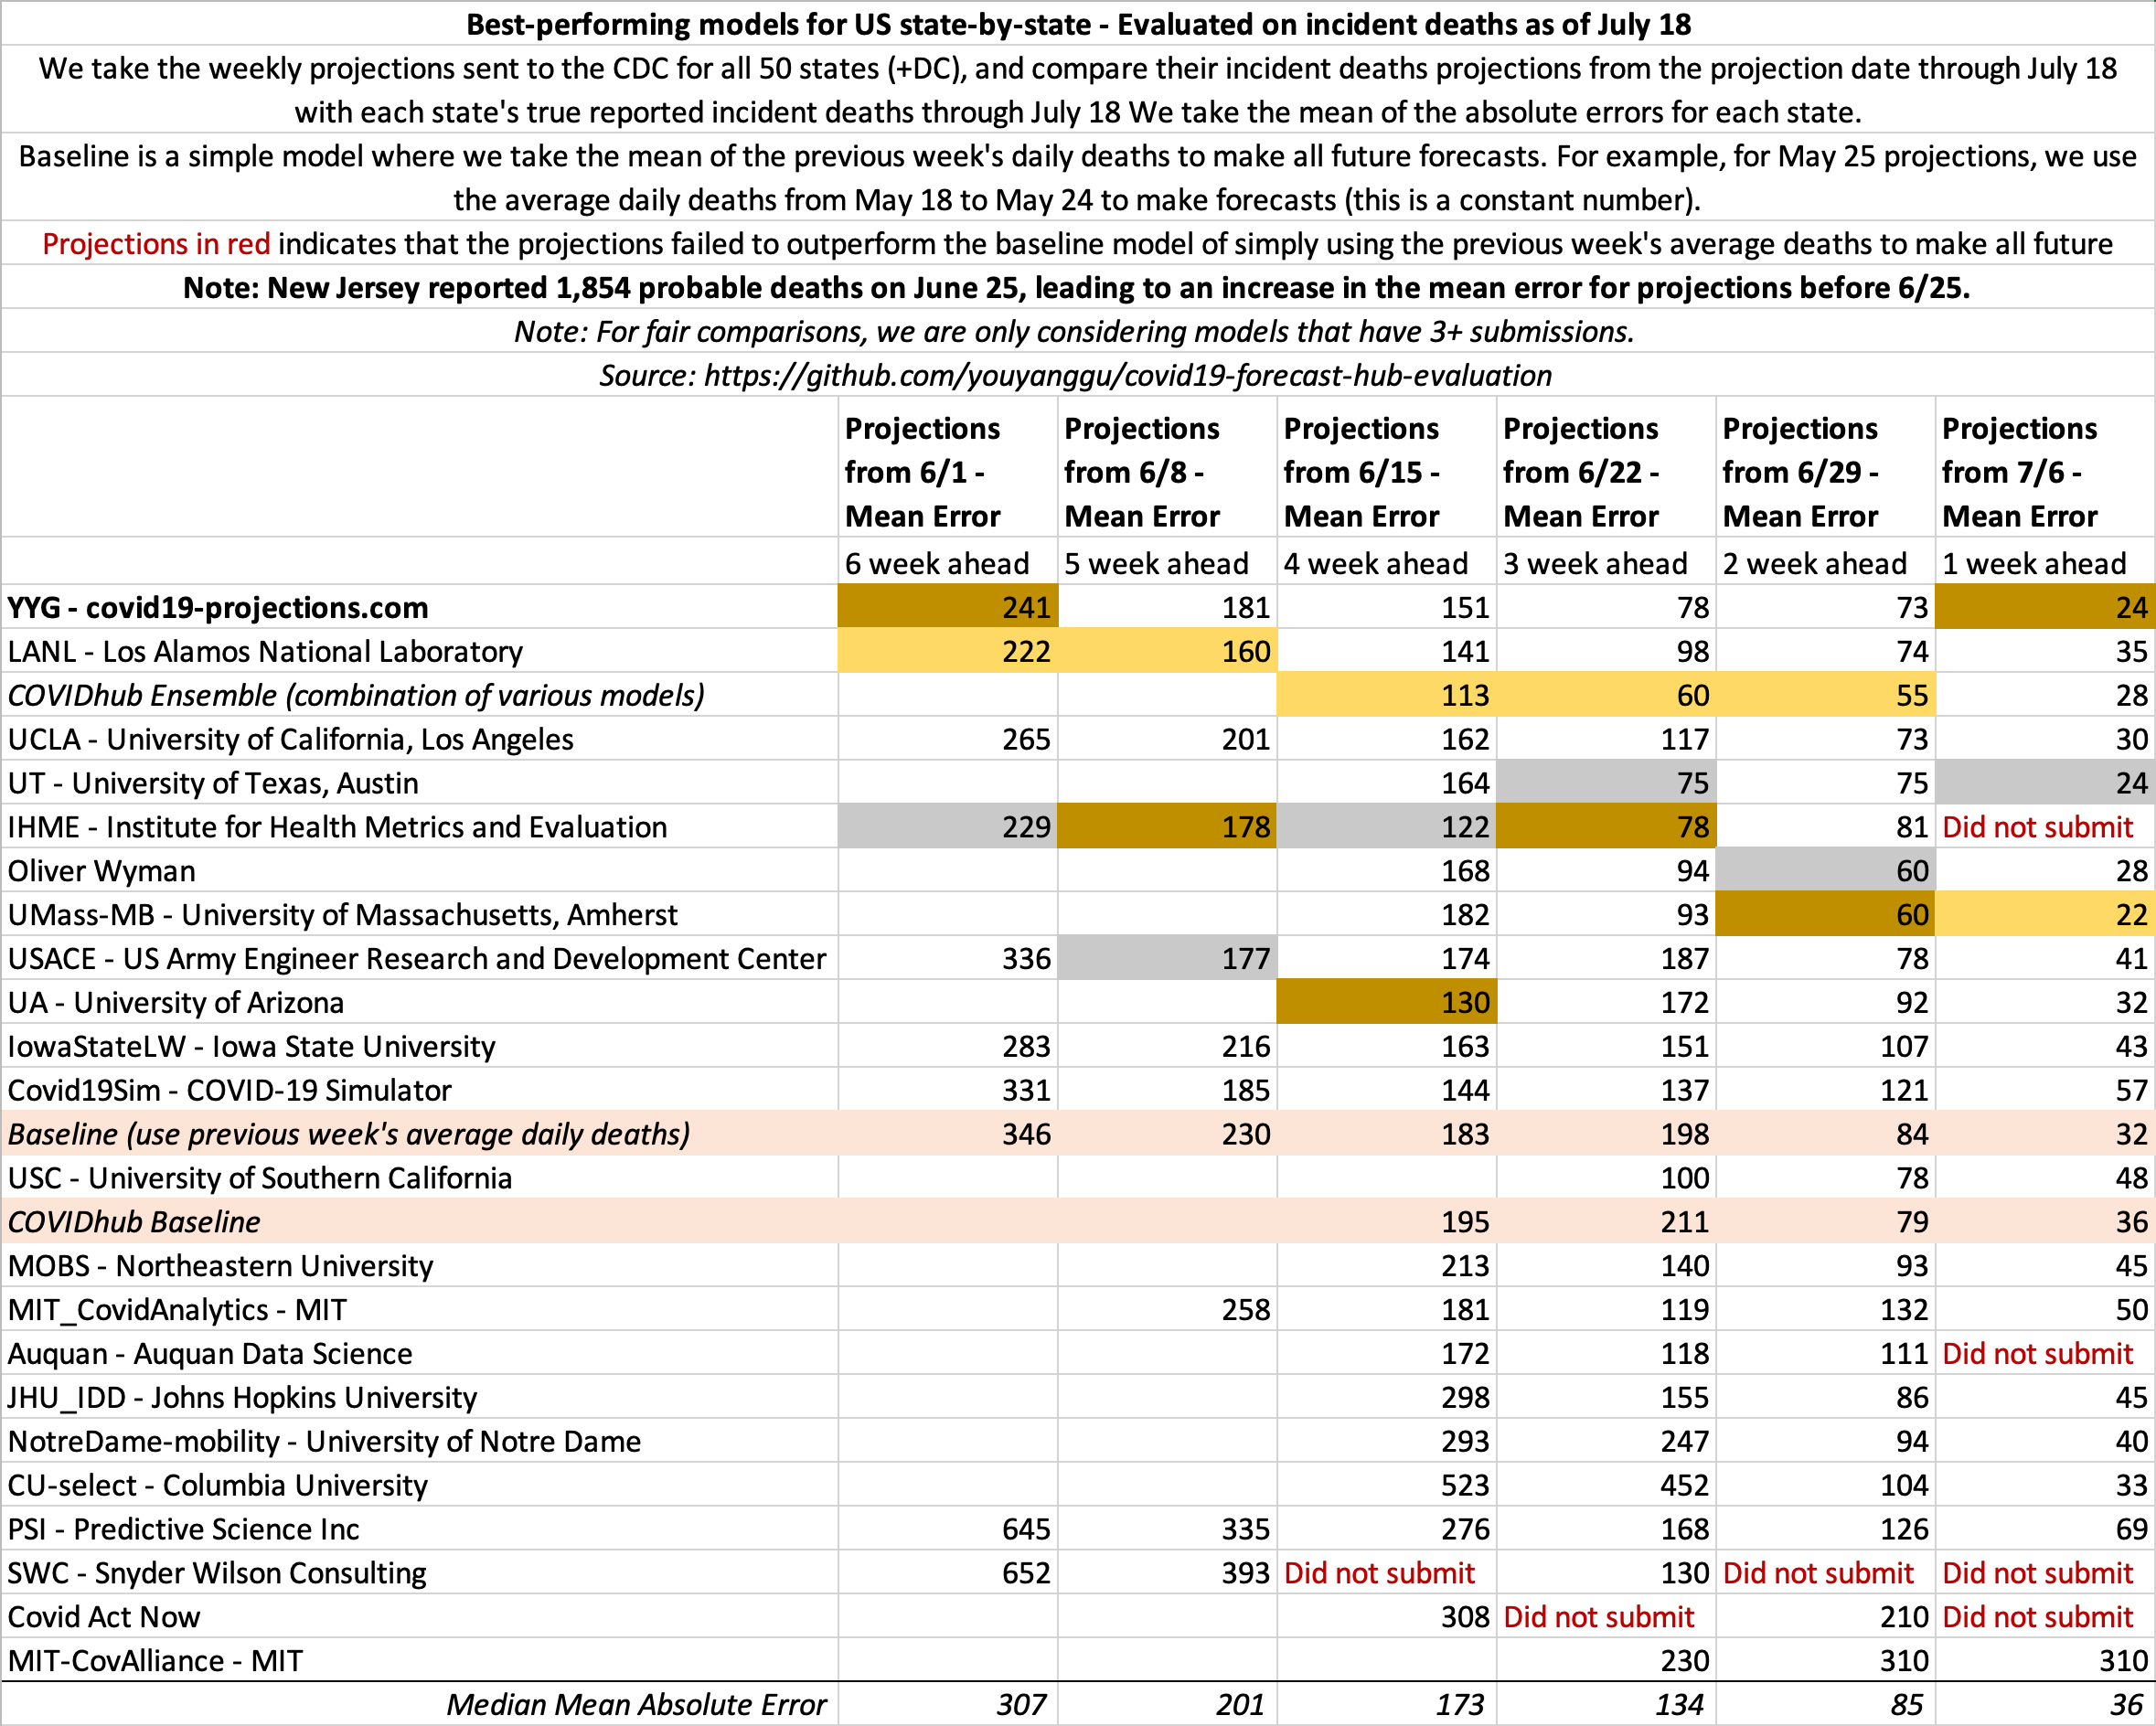 Best-performing models for US state-by-state - Evaluated on incident deaths as of July 18
We take the weekly projections sent to the CDC for all 50 states (+DC), and compare their incident deaths projections from the projection date through July 18
with each state's true reported incident deaths through July 18 We take the mean of the absolute errors for each state.
Baseline is a simple model where we take the mean of the previous week's daily deaths to make all future forecasts. For example, for May 25 projections, we use
the average daily deaths from May 18 to May 24 to make forecasts (this is a constant number).
Projections in red indicates that the projections failed to outperform the baseline model of simply using the previous week's average deaths to make all future
Note: New Jersey reported 1,854 probable deaths on June 25, leading to an increase in the mean error for projections before 6/25.
Note: For fair comparisons, we are only considering models that have 3+ submissions.
Source: https://github.com/youyanggu/covid19-forecast-hub-evaluation
Projections Projections Projections Projections Projections Projections
from 6/1 - from 6/8 - from 6/15 - from 6/22 - from 6/29 - from 7/6 -
Mean Error Mean Error Mean Error Mean Error Mean Error Mean Error
6 week ahead 5 week ahead 4 week ahead 3 week ahead 2 week ahead 1 week ahead
YYG - covid19-projections.com 241 181 151 78 73 24
LANL - Los Alamos National Laboratory 222 160 141 98 74 35
COVIDhub Ensemble (combination of various models) 113 60 55 28
UCLA - University of California, Los Angeles 265 201 162 117 73 30
UT - University of Texas, Austin 164 75 75 24
IHME - Institute for Health Metrics and Evaluation 229 178 122 78 81 Did not submit
Oliver Wyman 168 94 60 28
UMass-MB - University of Massachusetts, Amherst 182 93 60 22
USACE - US Army Engineer Research and Development Center 336 177 174 187 78 41
UA - University of Arizona 130 172 92 32
IowaStateLW - Iowa State University 283 216 163 151 107 43
Covid19Sim - COVID-19 Simulator 331 185 144 137 121 57
Baseline (use previous week's average daily deaths) 346 230 183 198 84 32
USC - University of Southern California 100 78 48
COVIDhub Baseline 195 211 79 36
MOBS - Northeastern University 213 140 93 45
MIT_CovidAnalytics - MIT 258 181 119 132 50
Auquan - Auquan Data Science 172 118 111 Did not submit
JHU_IDD - Johns Hopkins University 298 155 86 45
NotreDame-mobility - University of Notre Dame 293 247 94 40
CU-select - Columbia University 523 452 104 33
PSI - Predictive Science Inc 645 335 276 168 126 69
SWC - Snyder Wilson Consulting 652 393 Did not submit 130 Did not submit Did not submit
Covid Act Now 308 Did not submit 210 Did not submit
MIT-CovAlliance - MIT 230 310 310
Median Mean Absolute Error 307 201 173 134 85 36